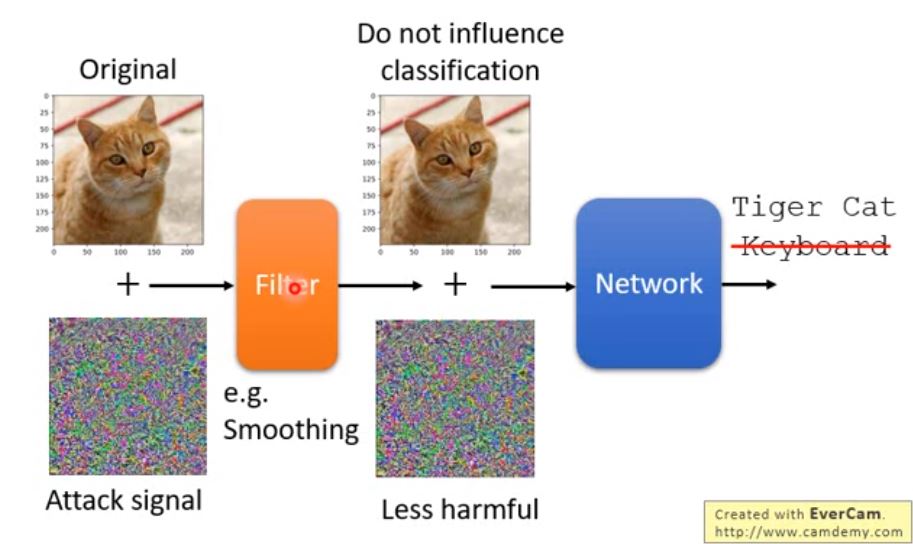 Do not influence
classification
Original
0
25
50
75
100
125
150
175
200
0 50 100 150 200
0
25
50
75
100
125
150
175
200
0 50 100 150 200
Tiger Cat
Keyboard
+
Filter
+
Network
e.g.
Smoothing
Attack signal
Less harmful
Created with EverCam.
http://www.camdemy.com